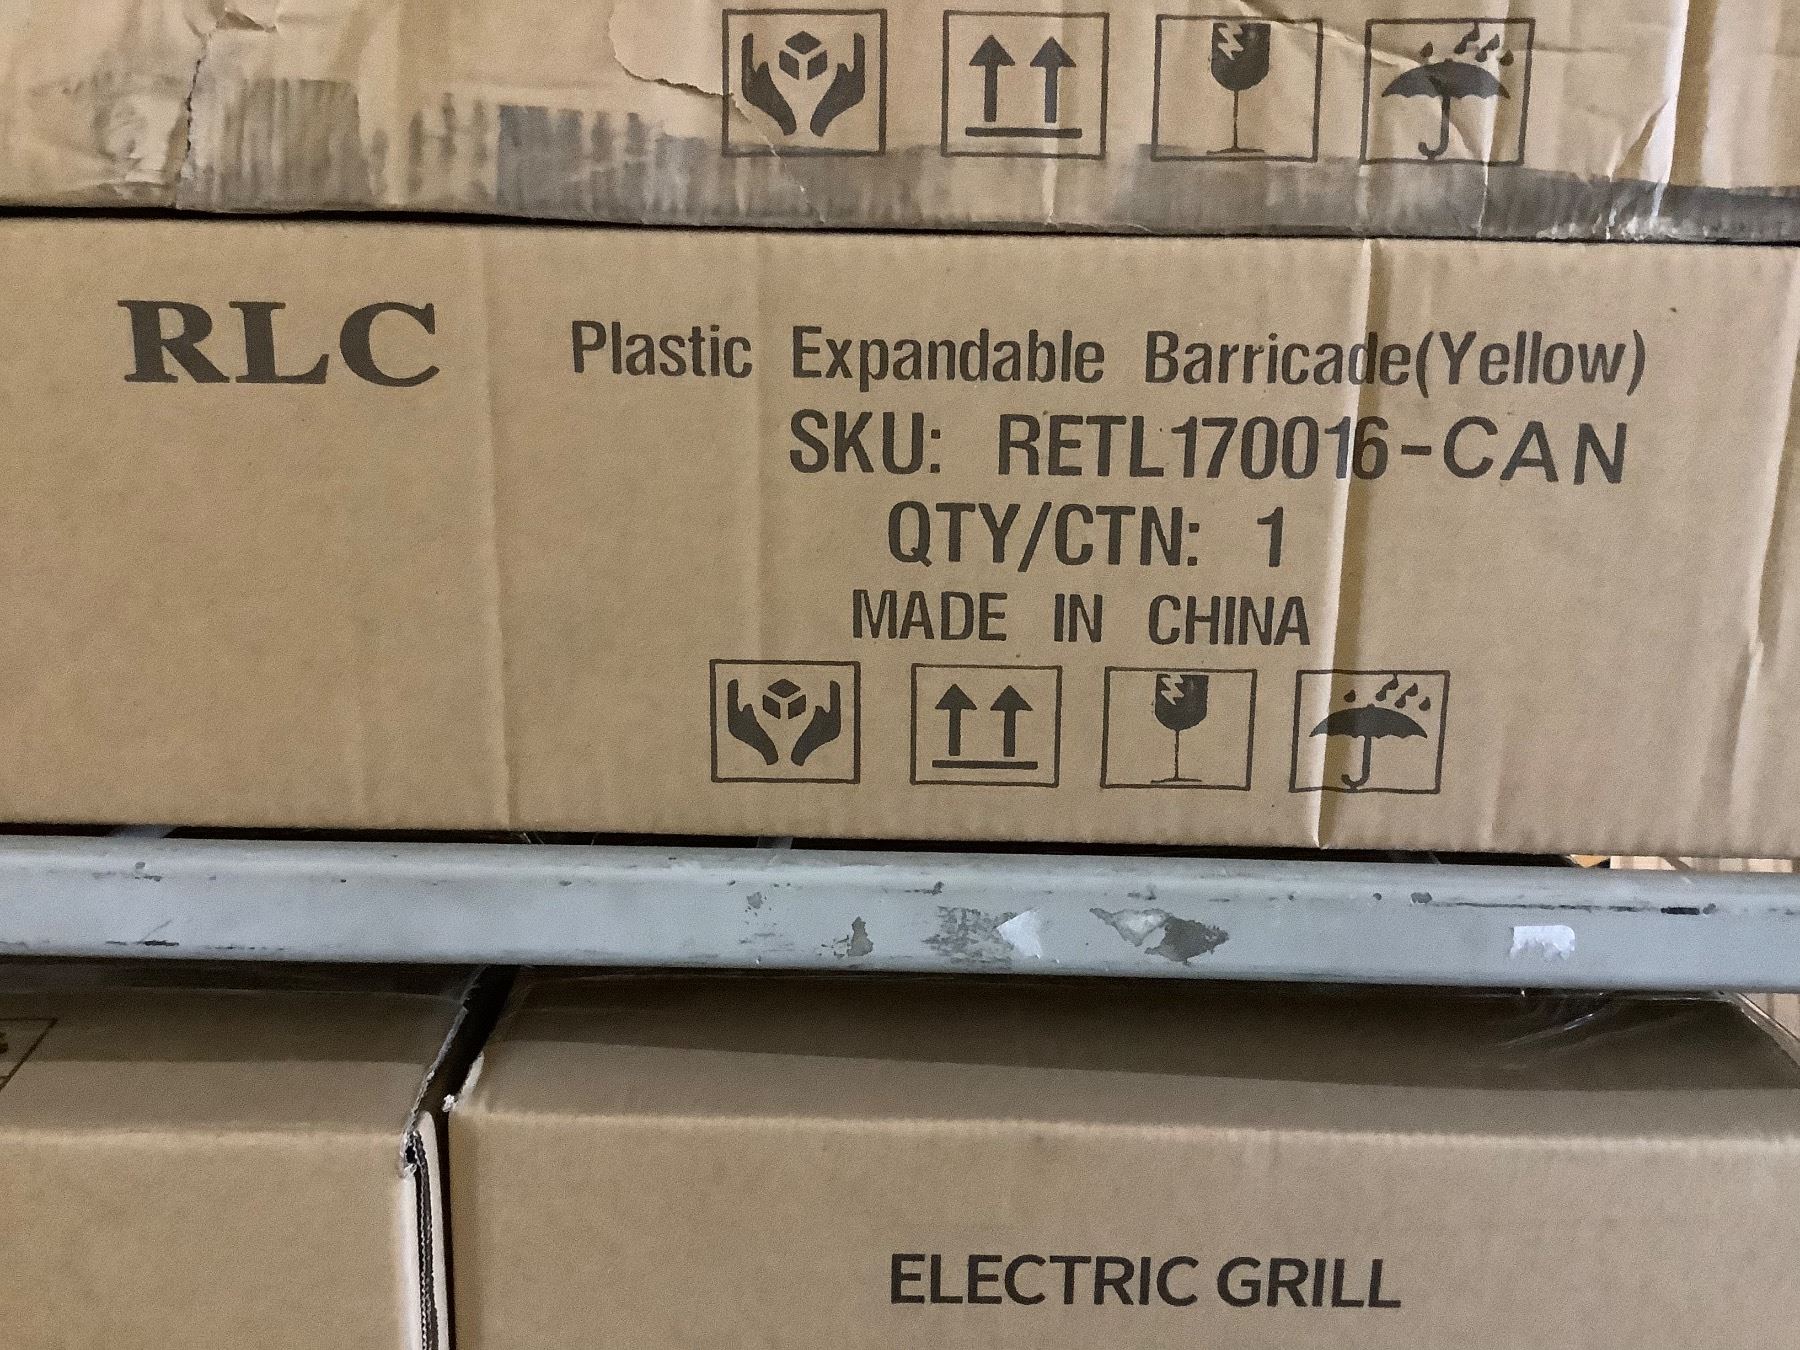 RLC
Plastic Expandable Barricade(Yellow)
SKU: RETL170016-CAN
QTY/CTN: 1
MADE IN CHINA
ELECTRIC GRILL